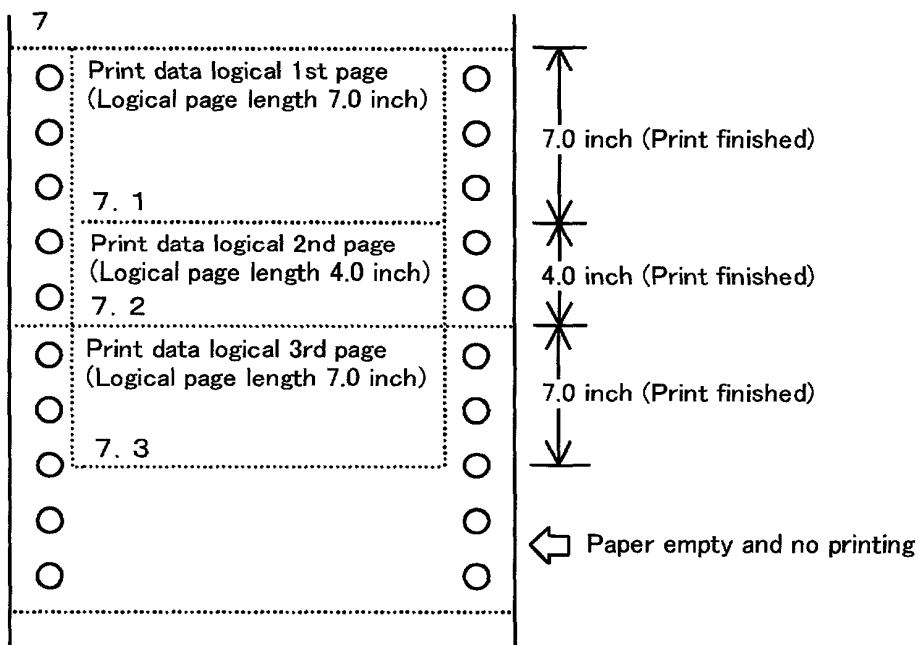 7
Print data logical 1st page
(Logical page length 7.0 inch)
7. 1
7.0 inch (Print finished)
Print data logical 2nd page
(Logical page length 4.0 inch)
7. 2
4.0 inch (Print finished)
Print data logical 3rd page
(Logical page length 7.0 inch)
7. 3
7.0 inch (Print finished)
Paper empty and no printing